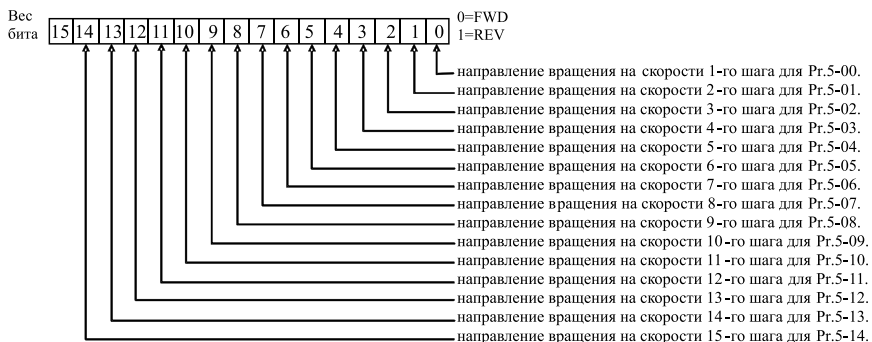 Вес 0=FWD
бита 15 14 13 12 11 10 9 8 7 6 5 4 3 2 1 0 1=REV
направление вращения на скорости 1-го шага для Pr.5-00.
направление вращения на скорости 2-го шага для Pr.5-01.
направление вращения на скорости 3-го шага для Pr.5-02.
направление вращения на скорости 4-го шага для Pr.5-03.
направление вращения на скорости 5-го шага для Pr.5-04.
направление вращения на скорости 6-го шага для Pr.5-05.
направление вращения на скорости 7-го шага для Pr.5-06.
направление вращения на скорости 8-го шага для Pr.5-07.
направление вращения на скорости 9-го шага для Pr.5-08.
направление вращения на скорости 10-го шага для Pr.5-09.
направление вращения на скорости 11-го шага для Pr.5-10.
направление вращения на скорости 12-го шага для Pr.5-11.
направление вращения на скорости 13-го шага для Pr.5-12.
направление вращения на скорости 14-го шага для Pr.5-13.
направление вращения на скорости 15-го шага для Pr.5-14.